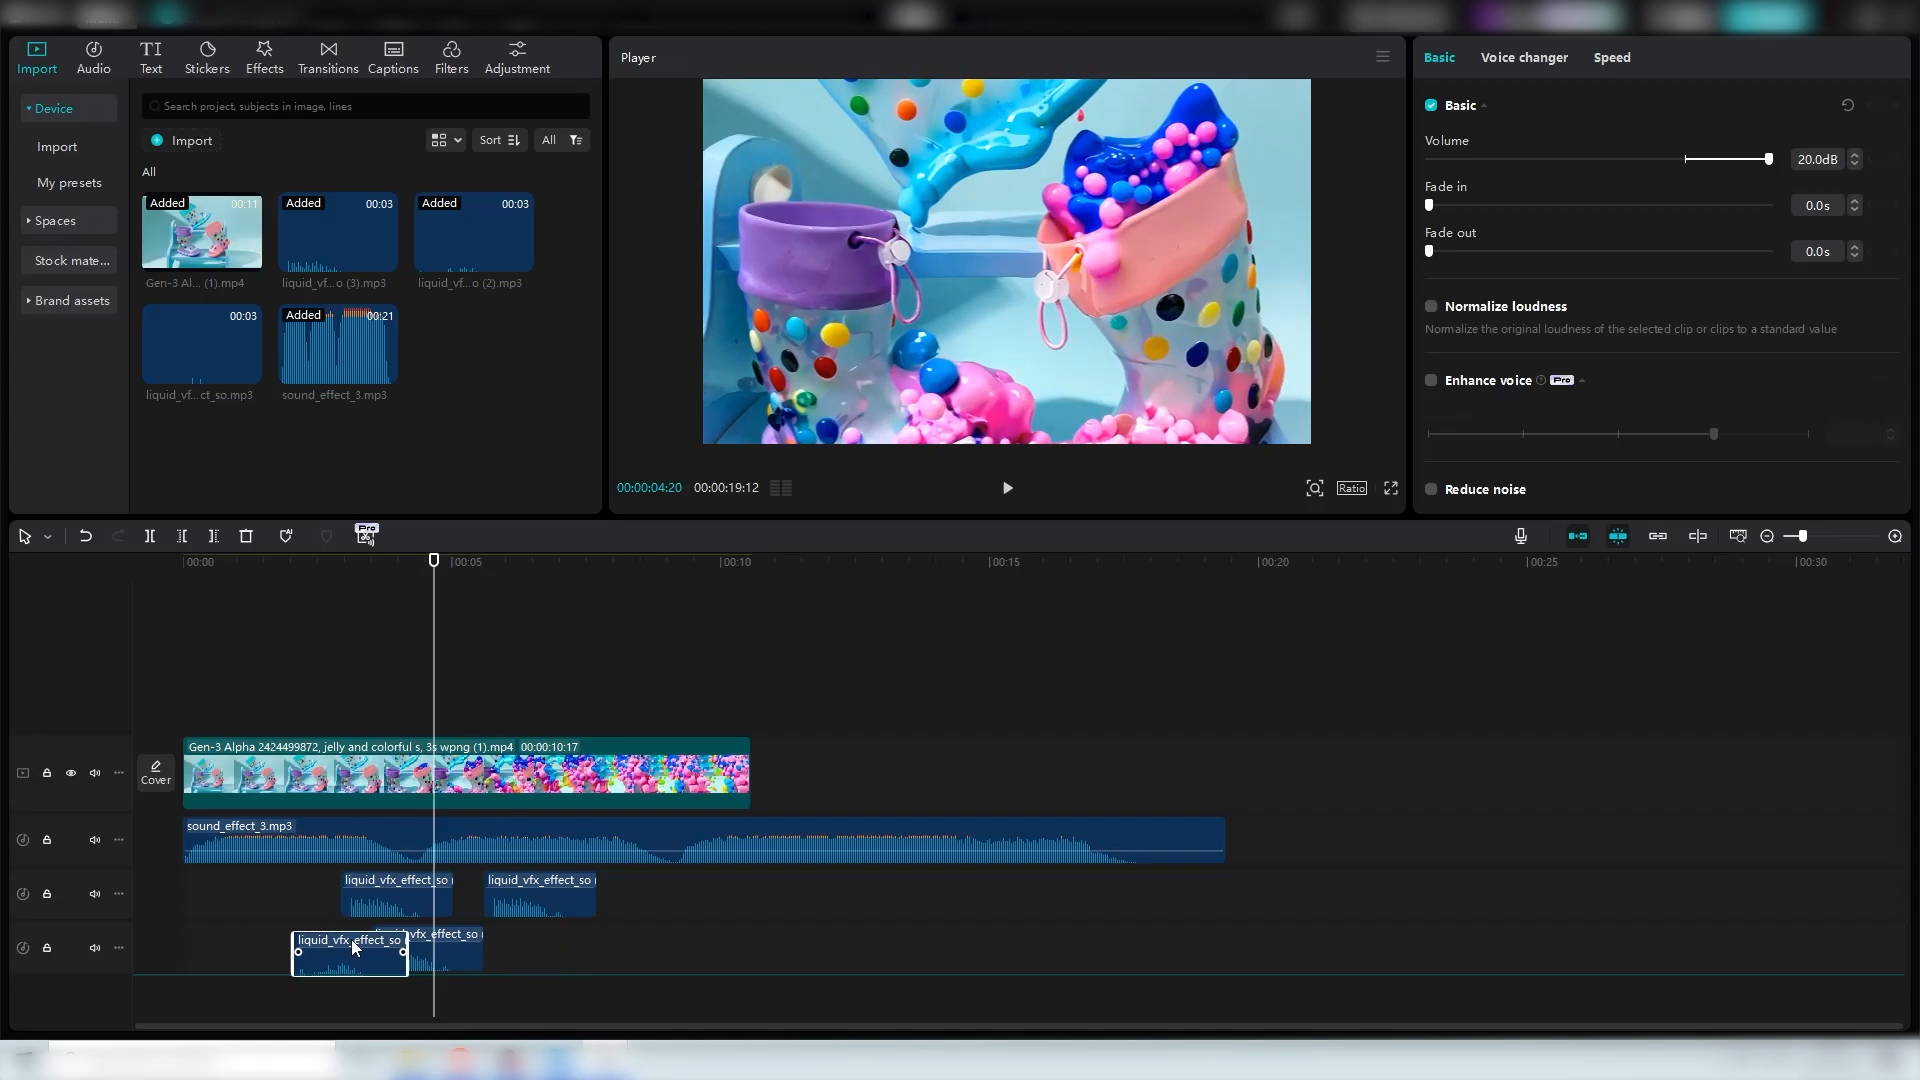 Import
Audio
Text
Stickers
Effects
Transitions
Captions
Filters
Adjustment
Player
Basic
Voice changer
Speed
Device
Import
My presets
Spaces
Stock mate...
Brand assets
Search project, subjects in image, lines
Import
Sort
All
All
Added 00:11
Added 00:03
Added 00:03
Gen-3 Al... (1).mp4
liquid_vf...o (3).mp3
liquid_vf...o (2).mp3
00:03
Added 00:21
liquid_vf...ct_so.mp3
sound_effect_3.mp3
00:00:04:20 00:00:19:12
Ratio
Basic
Volume
20.0dB
Fade in
0.0s
Fade out
0.0s
Normalize loudness
Normalize the original loudness of the selected clip or clips to a standard value
Enhance voice Pro
Reduce noise
Pro
00:00
00:05
00:10
00:15
00:20
00:25
00:30
Cover
Gen-3 Alpha 2424499872, jelly and colorful s, 3s wpng (1).mp4 00:00:10:17
sound_effect_3.mp3
liquid_vfx_effect_so
liquid_vfx_effect_so
liquid_vfx_effect_so
vfx_effect_so